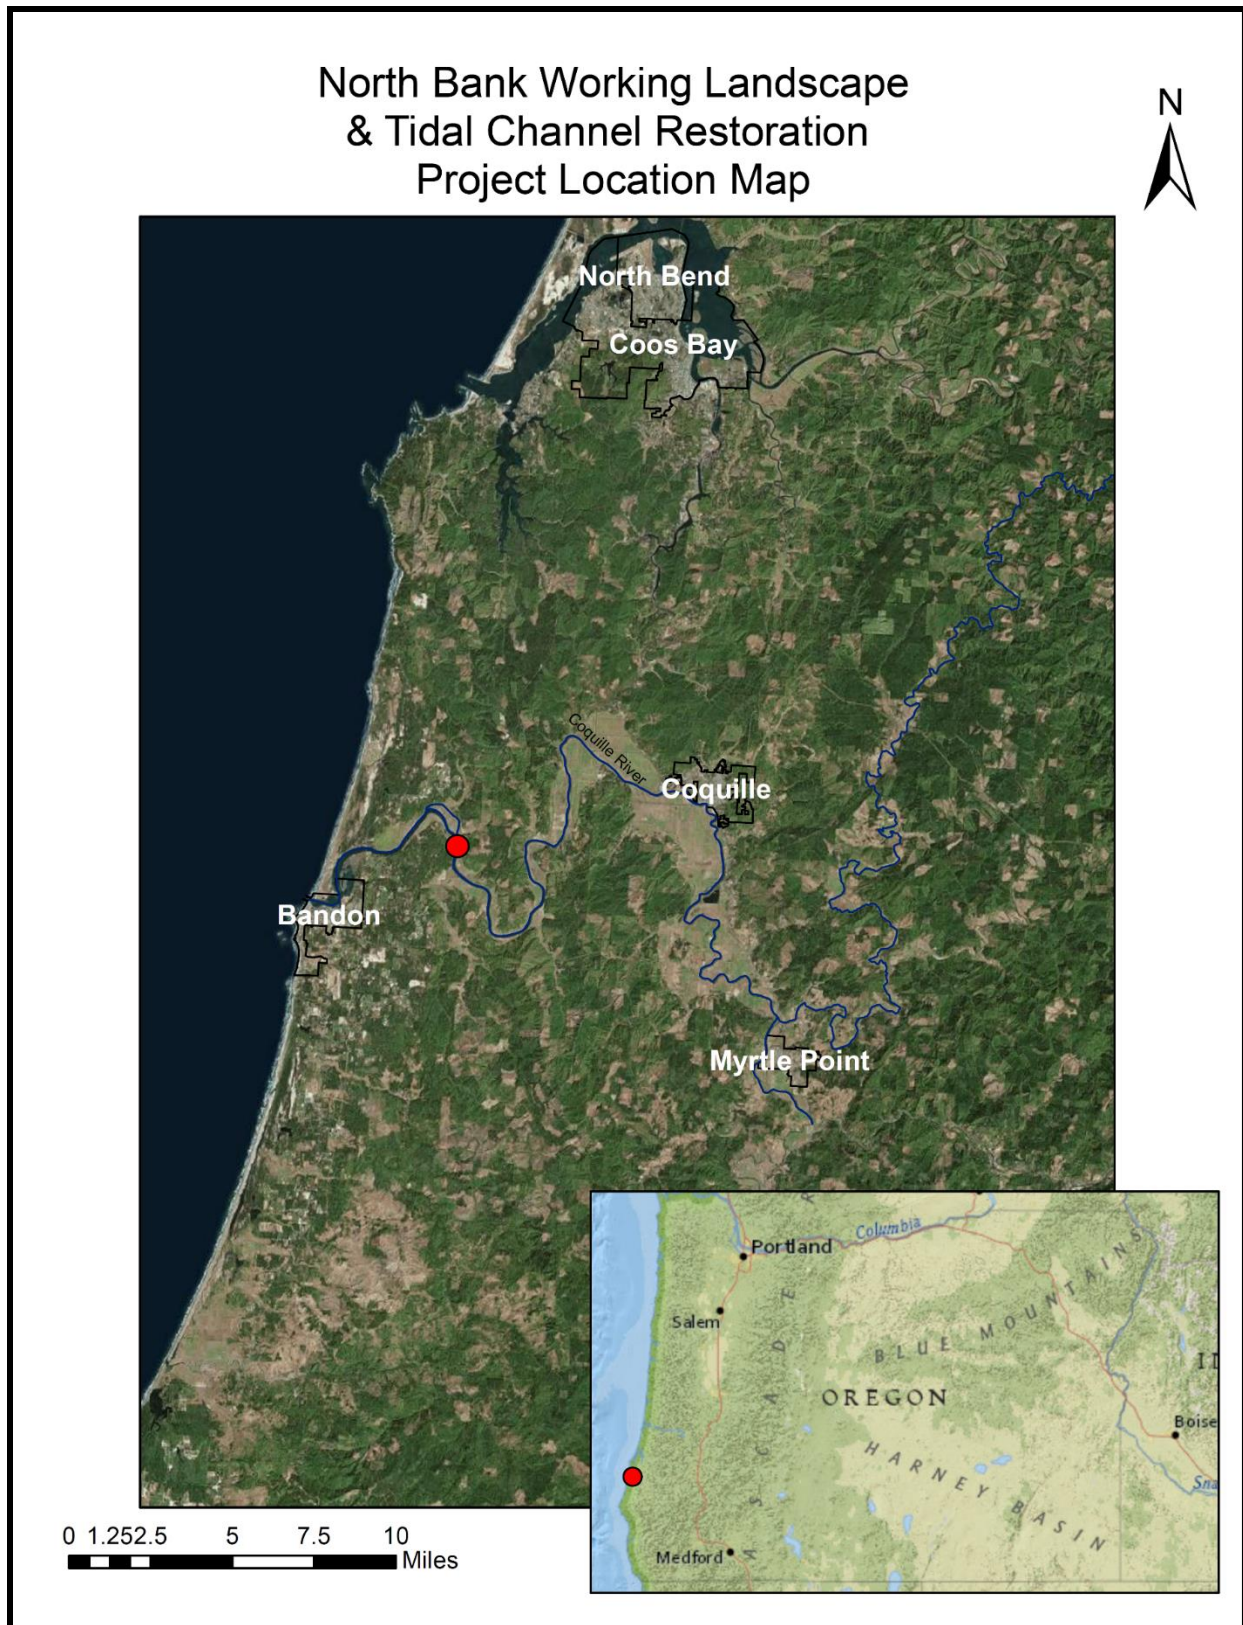 North Bank Working Landscape
& Tidal Channel Restoration
Project Location Map
N
North Bend
Coos Bay
Coquille River
Coquille
Bandon
Myrtle Point
Columbia
Portland
Salem
CASCADE R
BLUE MOUNTAINS
OREGON
HARNEY BASIN
Boise
Sna
Medford
0 1.252.5 5 7.5 10
Miles